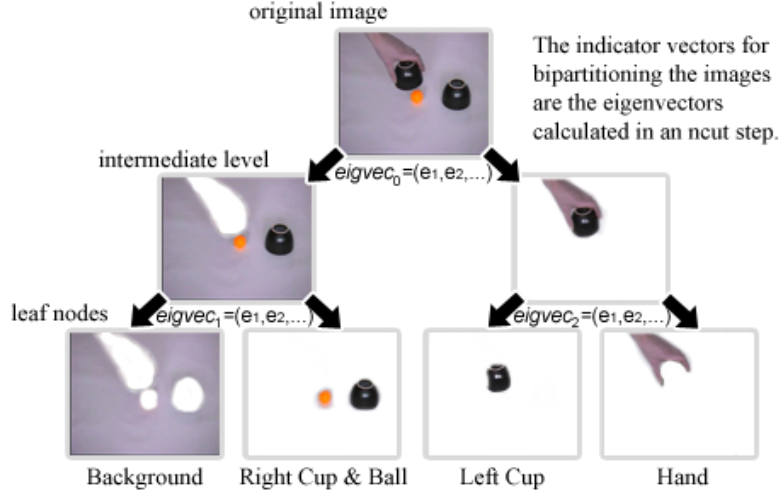 original image
The indicator vectors for
bipartitioning the images
are the eigenvectors
calculated in an ncut step.
intermediate level
eigvec₀=(e₁,e₂,...)
leaf nodes
eigvec₁=(e₁,e₂,...)
eigvec₂=(e₁,e₂,...)
Background
Right Cup & Ball
Left Cup
Hand